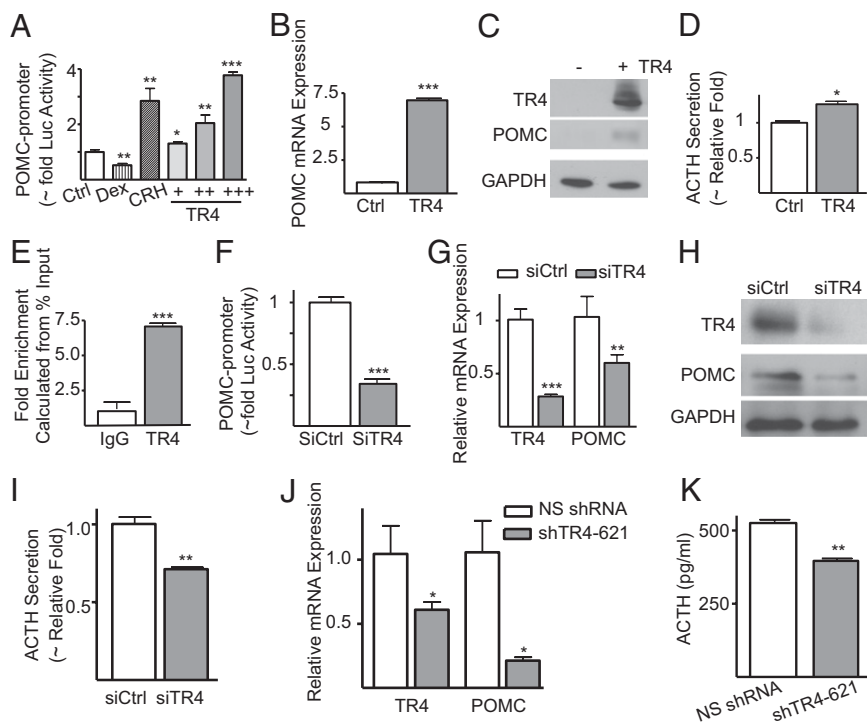 A
POMC-promoter
(~ fold Luc Activity)
4
2
0
**
**
*
**
***
Ctrl
Dex
CRH
+
++
+++
TR4
B
POMC mRNA Expression
7.5
5
2.5
***
Ctrl
TR4
C
-
+
TR4
TR4
POMC
GAPDH
D
ACTH Secretion
(~ Relative Fold)
1
*
Ctrl
TR4
E
Fold Enrichment
Calculated from % Input
7.5
5.0
2.5
***
IgG
TR4
F
POMC-promoter
(~fold Luc Activity)
1
0.5
***
SiCtrl
SiTR4
G
siCtrl
siTR4
Relative mRNA Expression
1
0.5
***
**
TR4
POMC
H
siCtrl
siTR4
TR4
POMC
GAPDH
I
ACTH Secretion
(~ Relative Fold)
1.0
0.5
**
siCtrl
siTR4
J
NS shRNA
shTR4-621
Relative mRNA Expression
1
0.5
*
*
TR4
POMC
K
ACTH (pg/ml)
500
250
**
NS shRNA
shTR4-621